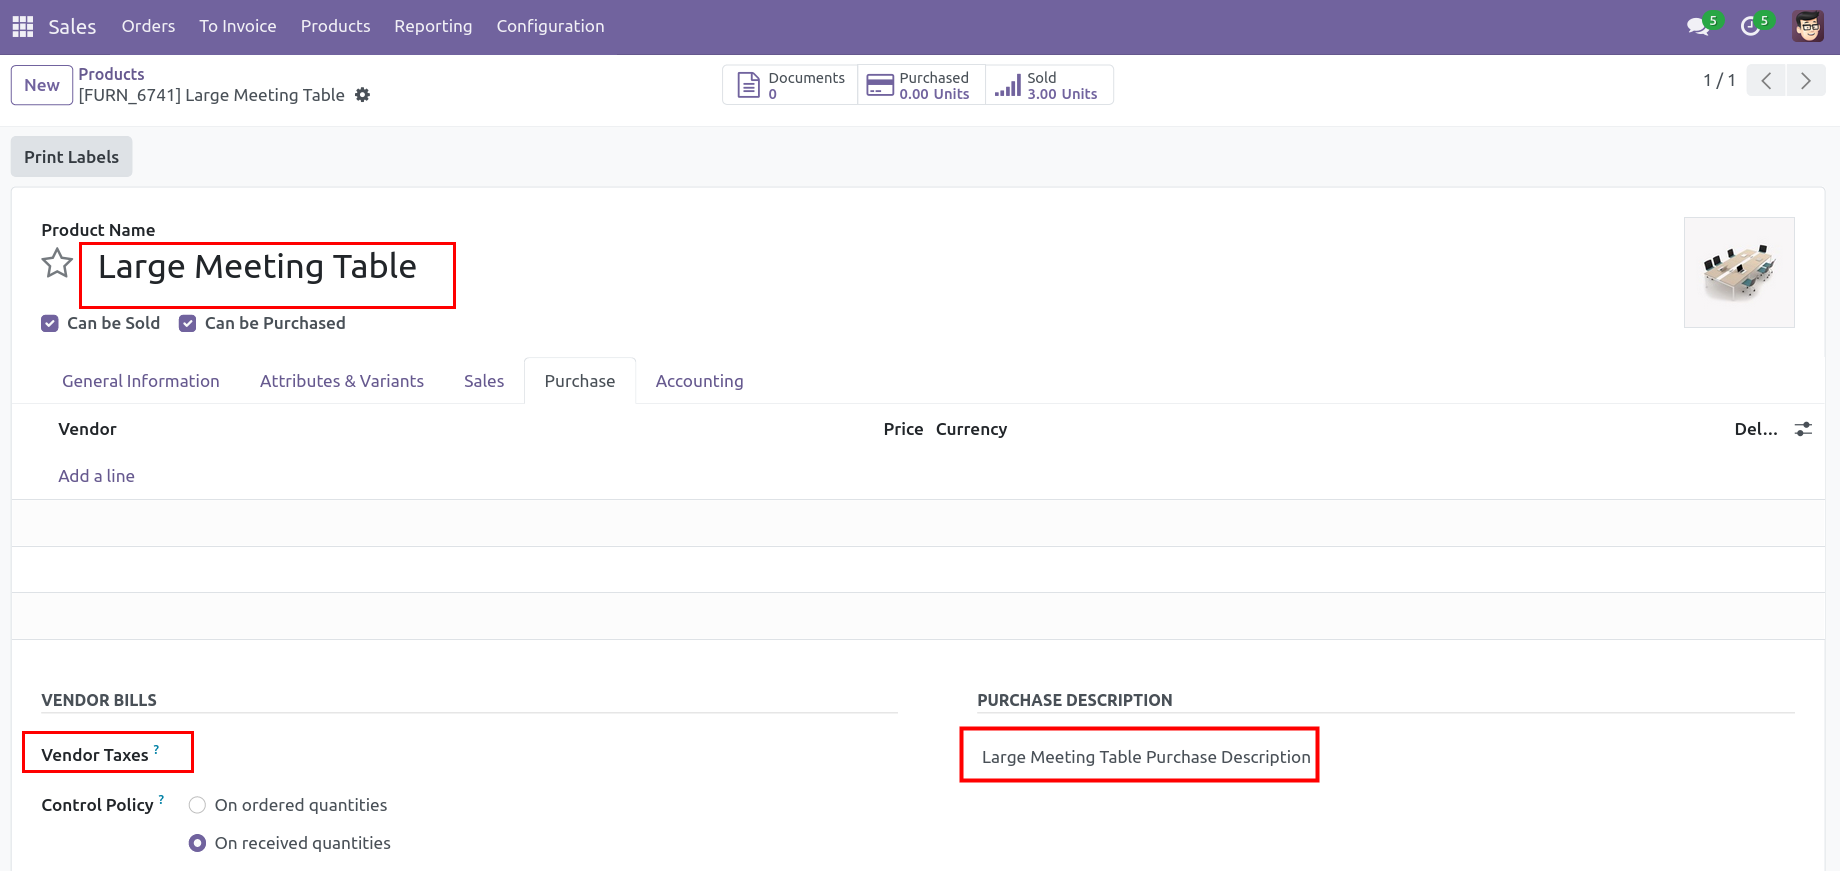 Sales Orders To Invoice Products Reporting Configuration 5 5
New Products
[FURN_6741] Large Meeting Table
Documents
0
Purchased
0.00 Units
Sold
3.00 Units
1 / 1
Print Labels
Product Name
Large Meeting Table
Can be Sold Can be Purchased
General Information Attributes & Variants Sales Purchase Accounting
Vendor Price Currency Del...
Add a line
VENDOR BILLS
Vendor Taxes ?
Control Policy ? On ordered quantities
On received quantities
PURCHASE DESCRIPTION
Large Meeting Table Purchase Description